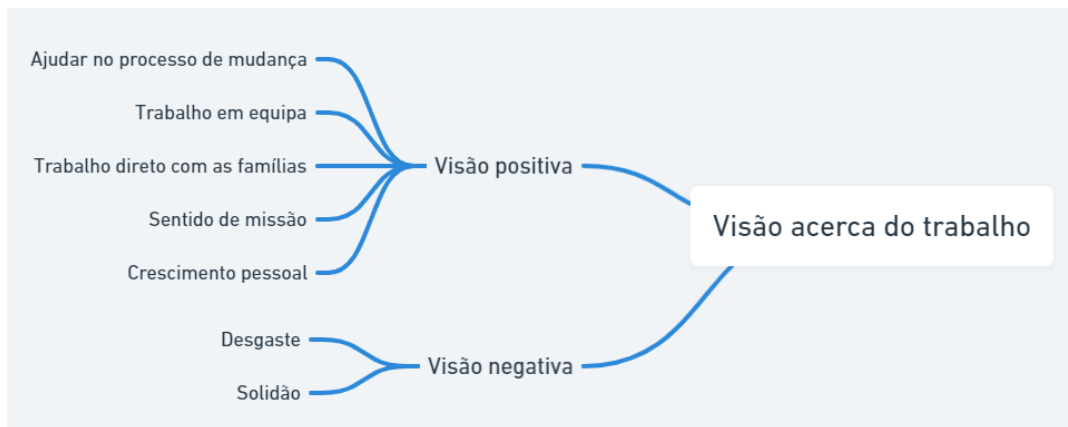 Ajudar no processo de mudança
Trabalho em equipa
Trabalho direto com as famílias
Sentido de missão
Crescimento pessoal
Visão positiva
Visão acerca do trabalho
Desgaste
Solidão
Visão negativa